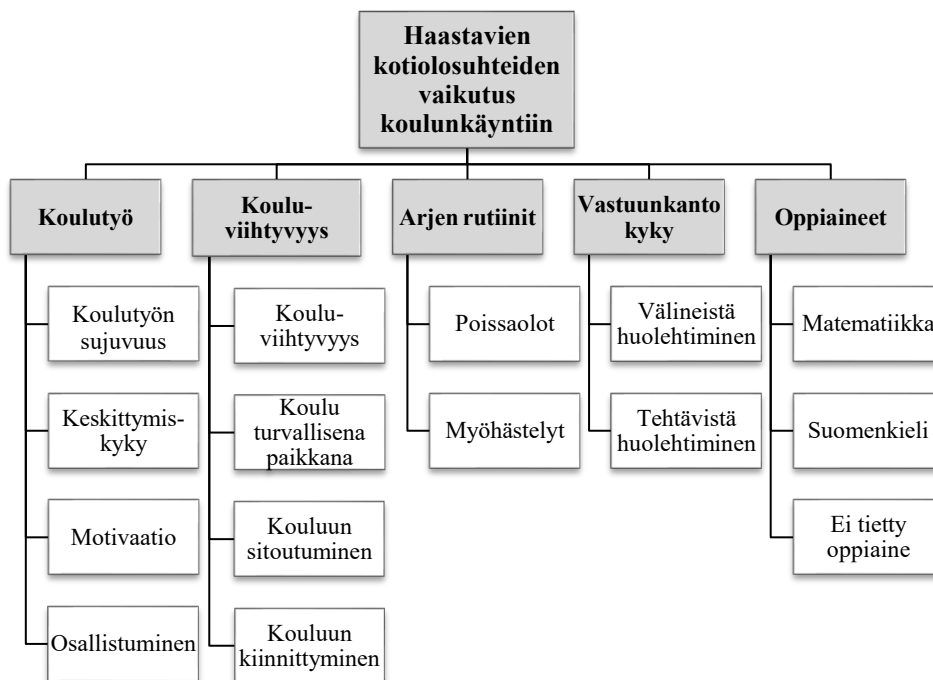 Haastavien
kotiolosuhteiden
vaikutus
koulunkäyntiin
Koulutyö
Koulutyön
sujuvuus
Keskittymis-
kyky
Motivaatio
Osallistuminen
Koulu-
viihtyvyys
Koulu-
viihtyvyys
Koulu
turvallisena
paikkana
Kouluun
sitoutuminen
Kouluun
kiinnittyminen
Arjen rutiinit
Poissaolot
Myöhästelyt
Vastuunkanto
kyky
Välineistä
huolehtiminen
Tehtävistä
huolehtiminen
Oppiaineet
Matematiikka
Suomenkieli
Ei tietty
oppiaine